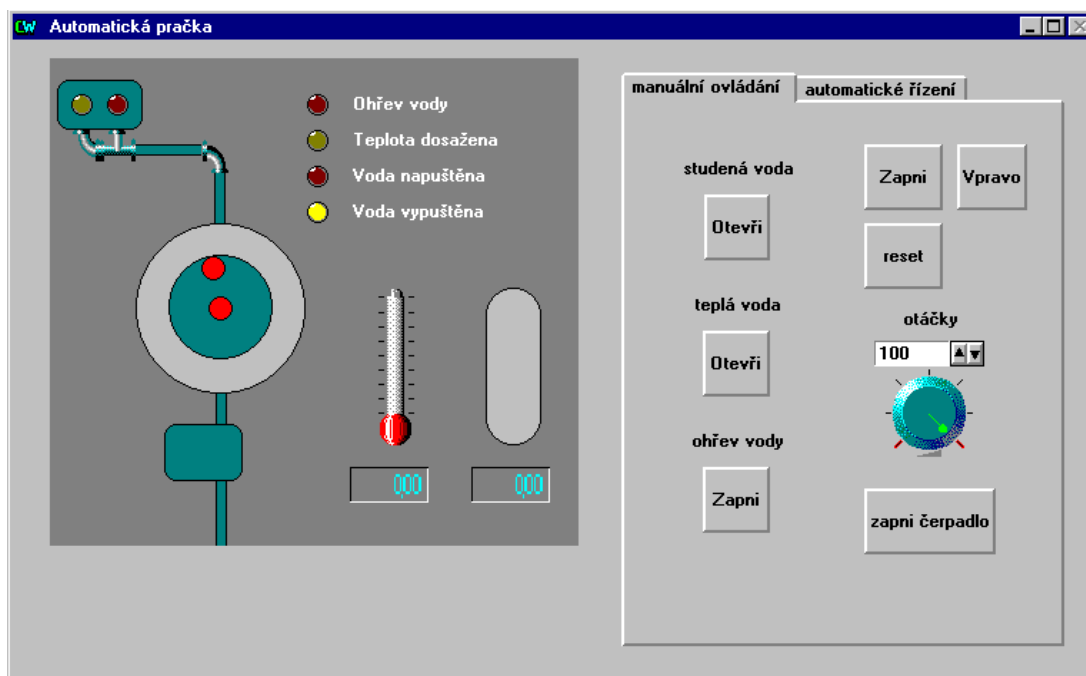 CW Automatická pračka
Ohřev vody
Teplota dosažena
Voda napuštěna
Voda vypuštěna
0,00
0,00
manuální ovládání
automatické řízení
studená voda
Otevři
teplá voda
Otevři
ohřev vody
Zapni
Zapni
Vpravo
reset
otáčky
100
zapni čerpadlo